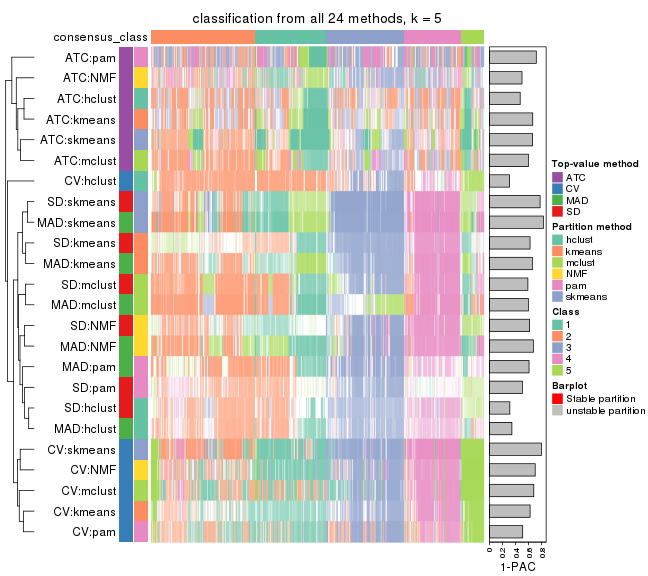 classification from all 24 methods, k = 5
consensus_class
ATC:pam
ATC:NMF
ATC:hclust
ATC:kmeans
ATC:skmeans
ATC:mclust
CV:hclust
SD:skmeans
MAD:skmeans
SD:kmeans
MAD:kmeans
SD:mclust
MAD:mclust
SD:NMF
MAD:NMF
MAD:pam
SD:pam
SD:hclust
MAD:hclust
CV:skmeans
CV:NMF
CV:mclust
CV:kmeans
CV:pam
0 0.2 0.4 0.6 0.8
1-PAC
Top-value method
ATC
CV
MAD
SD
Partition method
hclust
kmeans
mclust
NMF
pam
skmeans
Class
1
2
3
4
5
Barplot
Stable partition
unstable partition